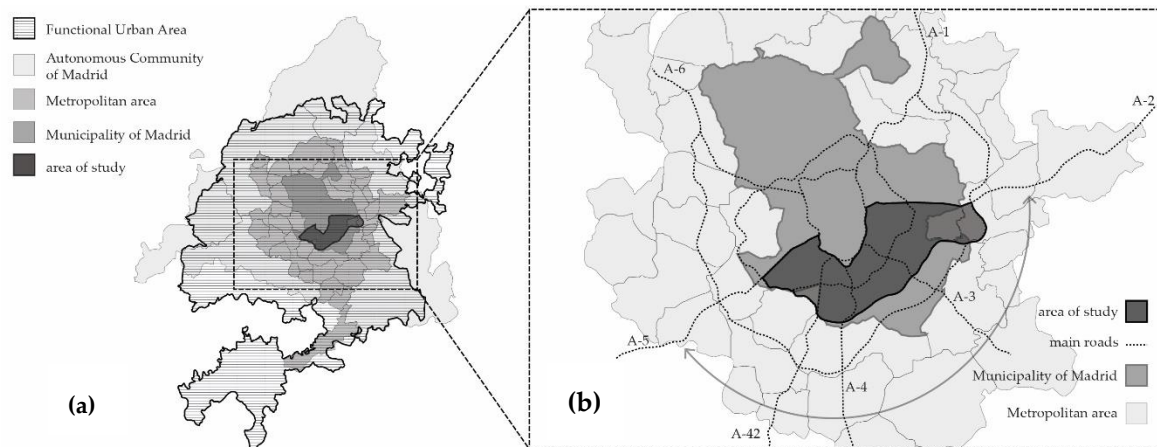 Functional Urban Area
Autonomous Community
of Madrid
Metropolitan area
Municipality of Madrid
area of study
(a)
A-1
A-6
A-2
A-3
A-5
A-4
A-42
area of study
main roads
Municipality of Madrid
Metropolitan area
(b)